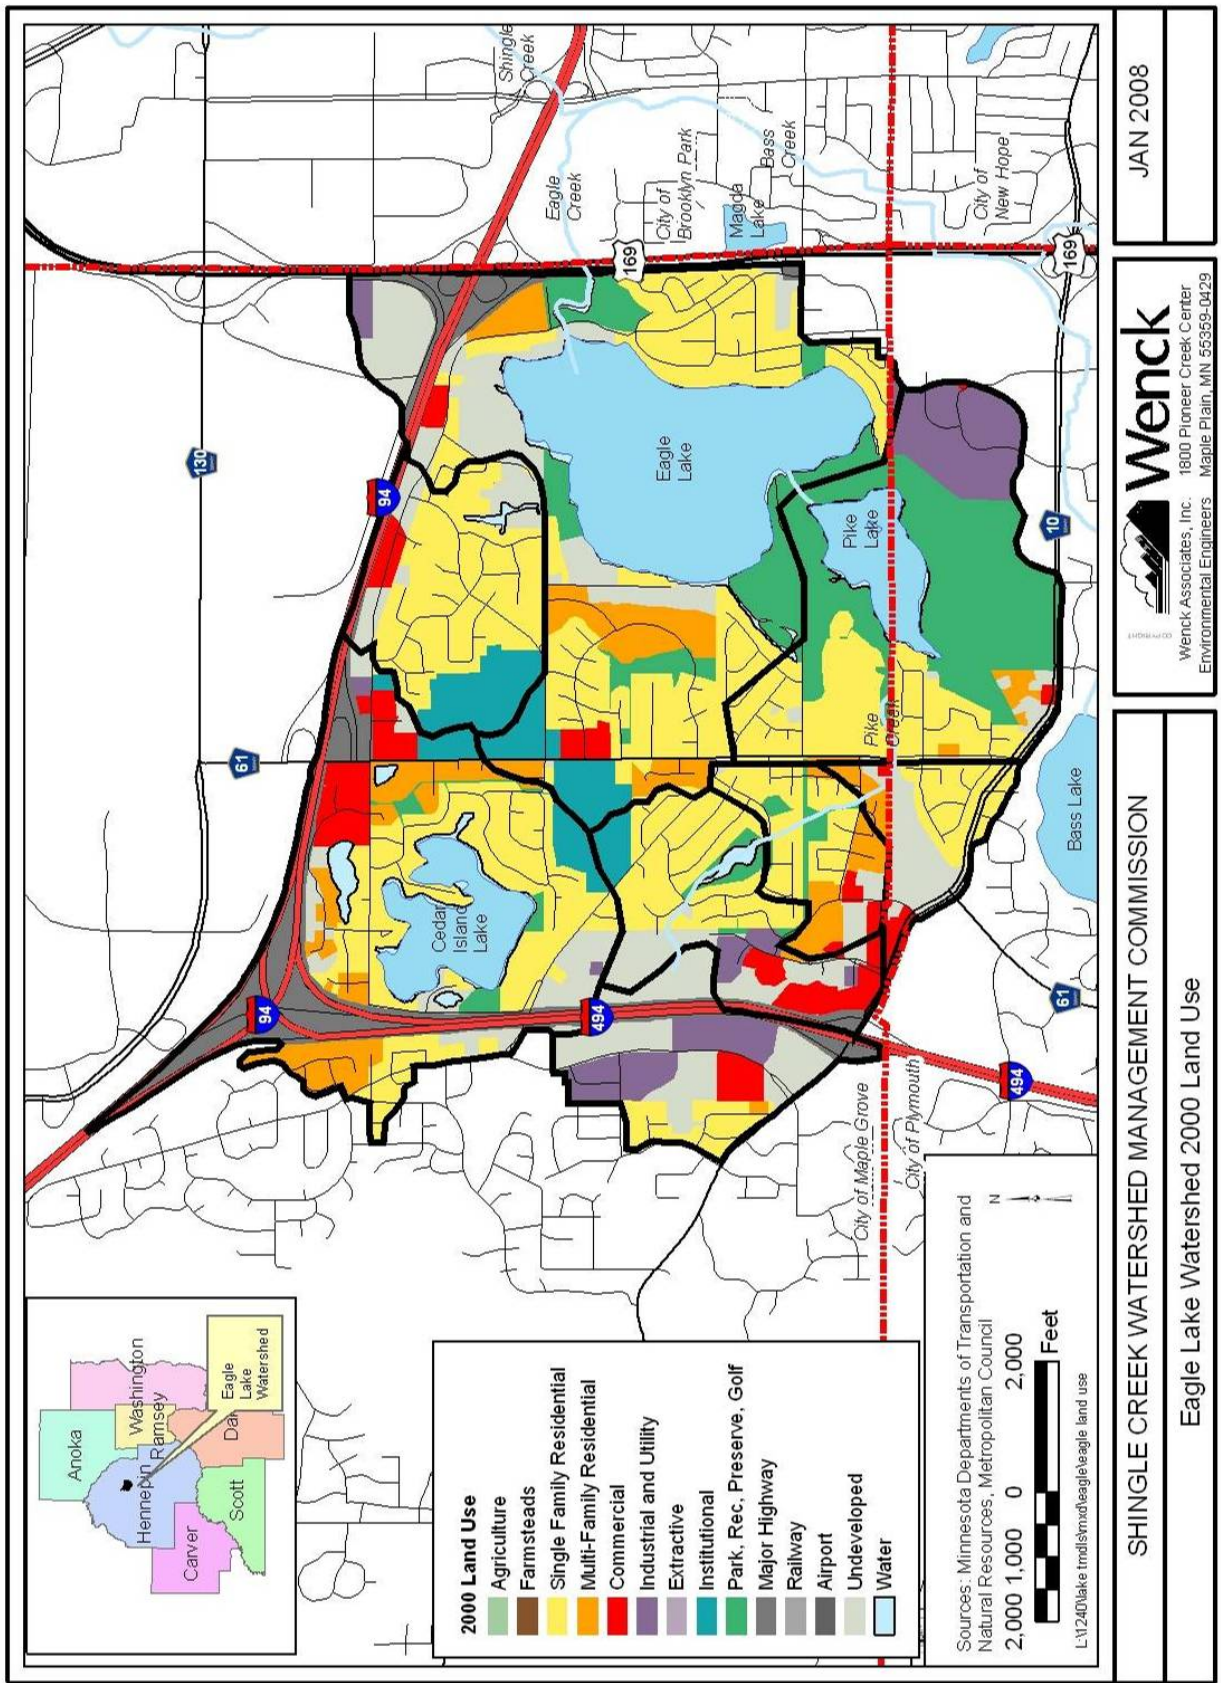 Anoka
Washington
Hennepin
Ramsey
Carver
Scott
Eagle
Lake
Watershed
2000 Land Use
Agriculture
Farmsteads
Single Family Residential
Multi-Family Residential
Commercial
Industrial and Utility
Extractive
Institutional
Park, Rec, Preserve, Golf
Major Highway
Railway
Airport
Undeveloped
Water
Sources: Minnesota Departments of Transportation and
Natural Resources, Metropolitan Council
N
2,000 1,000 0 2,000
Feet
94
494
494
61
130
94
61
10
169
169
Shingle
Creek
Eagle
Creek
City of
Brooklyn Park
Bass
Creek
Magda
Lake
City of
New Hope
Eagle
Lake
Pike
Lake
Pike
Cedar
Island
Lake
Bass Lake
City of Maple Grove
City of Plymouth
SHINGLE CREEK WATERSHED MANAGEMENT COMMISSION
Eagle Lake Watershed 2000 Land Use
Wenck
Wenck Associates, Inc. 1800 Pioneer Creek Center
Environmental Engineers Maple Plain, MN 55359-0429
JAN 2008